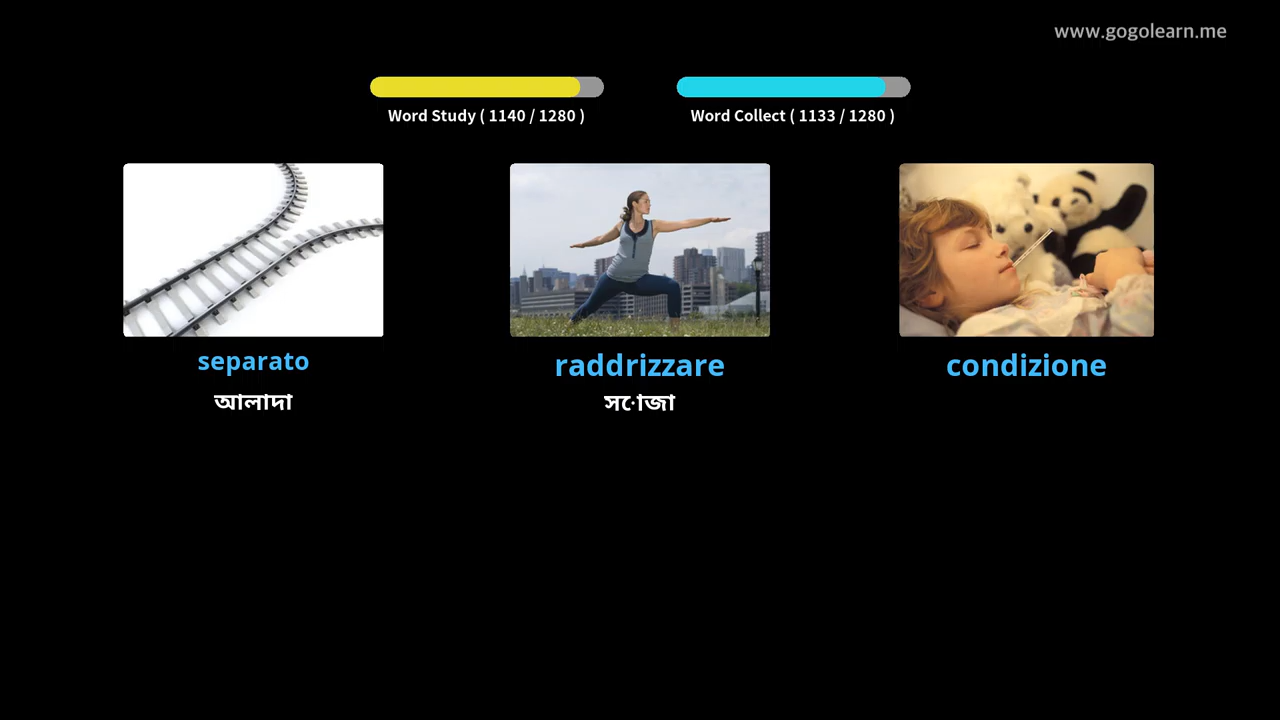 www.gogolearn.me
Word Study ( 1140 / 1280 )
Word Collect ( 1133 / 1280 )
separato
raddrizzare
condizione
আলাদা
সোজা